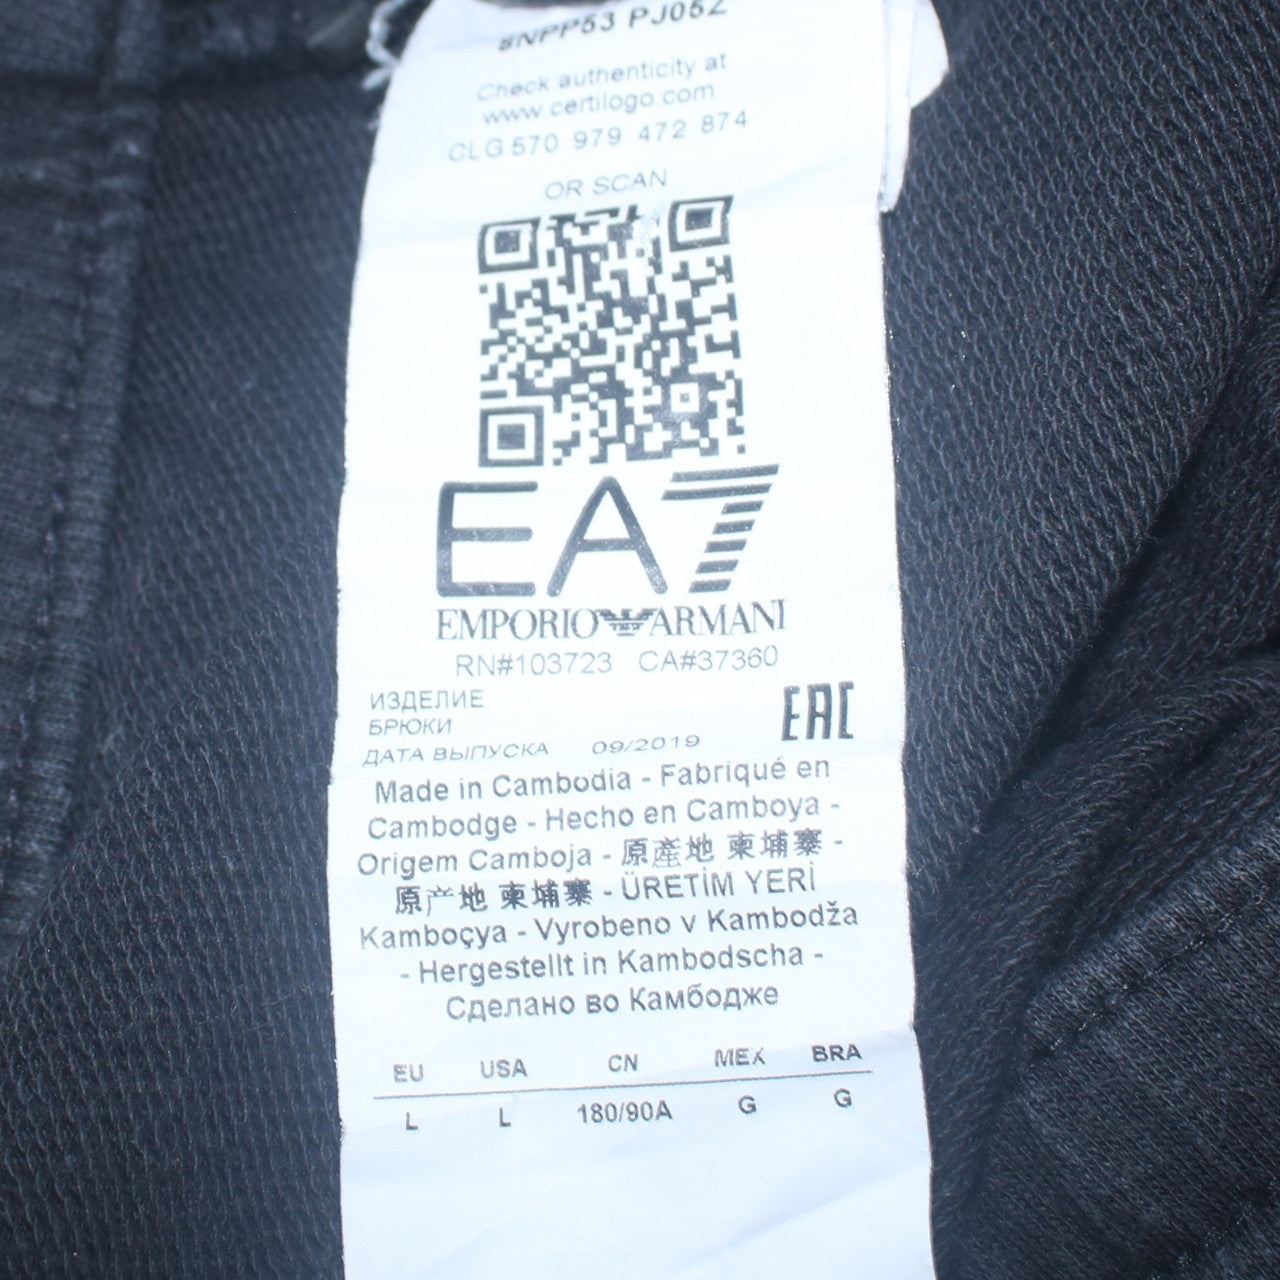 8NPP53 PJ05Z
Check authenticity at
www.certilogo.com
CLG 570 979 472 874
OR SCAN
EA7
EMPORIO ARMANI
RN#103723 CA#37360
ИЗДЕЛИЕ
БРЮКИ
EAC
ДАТА ВЫПУСКА 09/2019
Made in Cambodia - Fabriqué en
Cambodge - Hecho en Camboya -
Origem Camboja - 原產地 柬埔寨 -
原产地 柬埔寨 - ÜRETİM YERİ
Kamboçya - Vyrobeno v Kambodža
- Hergestellt in Kambodscha -
Сделано во Камбодже
EU USA CN MEX BRA
L L 180/90A G G